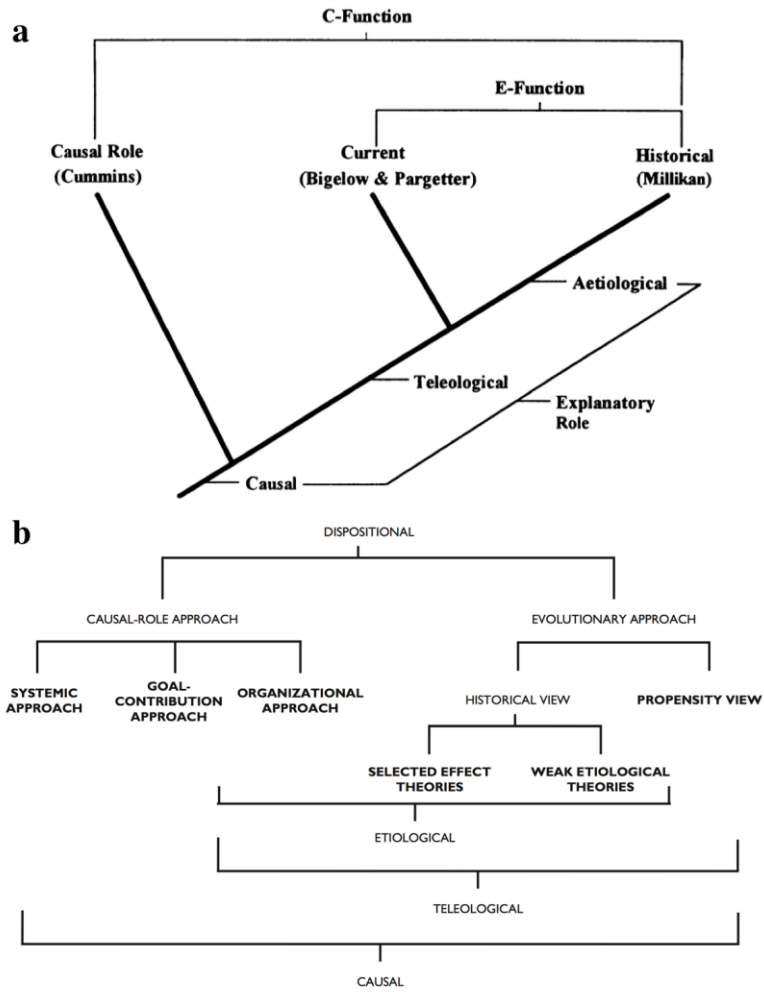 a
C-Function
E-Function
Causal Role
(Cummins)
Current
(Bigelow & Pargetter)
Historical
(Millikan)
Aetiological
Teleological
Explanatory
Role
Causal
b
DISPOSITIONAL
CAUSAL-ROLE APPROACH
EVOLUTIONARY APPROACH
SYSTEMIC
APPROACH
GOAL-
CONTRIBUTION
APPROACH
ORGANIZATIONAL
APPROACH
HISTORICAL VIEW
PROPENSITY VIEW
SELECTED EFFECT
THEORIES
WEAK ETIOLOGICAL
THEORIES
ETIOLOGICAL
TELEOLOGICAL
CAUSAL